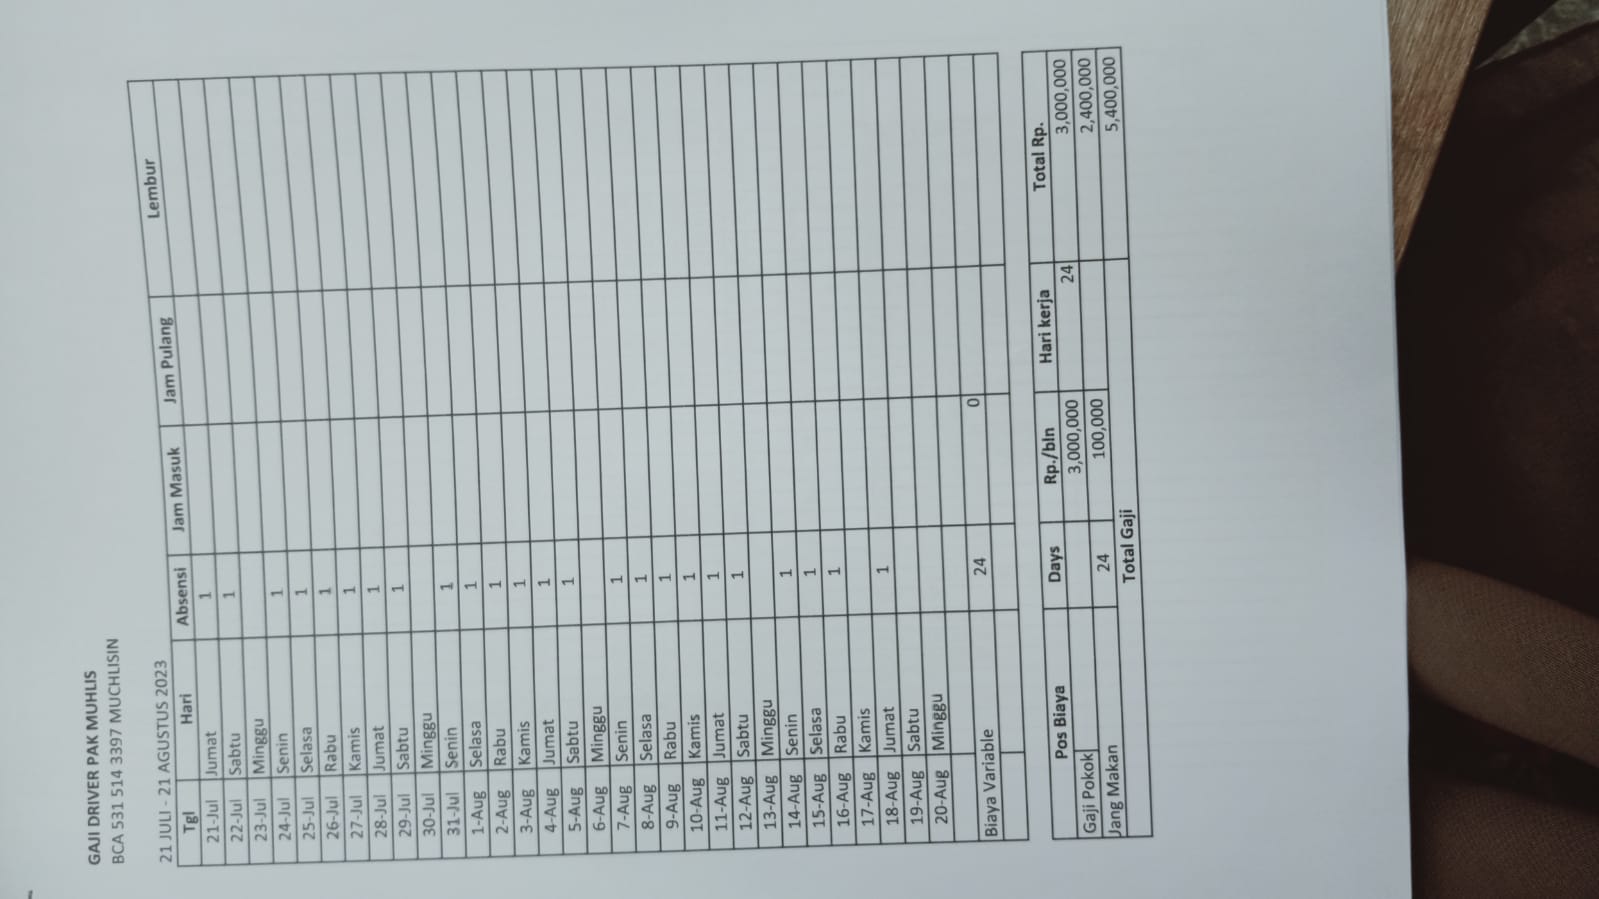 GAJI DRIVER PAK MUHLIS
BCA 531 514 3397 MUCHLISIN
21 JULI - 21 AGUSTUS 2023
Tgl Hari Absensi Jam Masuk Jam Pulang Lembur
21-Jul Jumat 1
22-Jul Sabtu 1
23-Jul Minggu
24-Jul Senin 1
25-Jul Selasa 1
26-Jul Rabu 1
27-Jul Kamis 1
28-Jul Jumat 1
29-Jul Sabtu 1
30-Jul Minggu
31-Jul Senin 1
1-Aug Selasa 1
2-Aug Rabu 1
3-Aug Kamis 1
4-Aug Jumat 1
5-Aug Sabtu 1
6-Aug Minggu
7-Aug Senin 1
8-Aug Selasa 1
9-Aug Rabu 1
10-Aug Kamis 1
11-Aug Jumat 1
12-Aug Sabtu 1
13-Aug Minggu
14-Aug Senin 1
15-Aug Selasa 1
16-Aug Rabu 1
17-Aug Kamis
18-Aug Jumat 1
19-Aug Sabtu
20-Aug Minggu
Biaya Variable 24 0
Pos Biaya Days Rp./bln Hari kerja Total Rp.
Gaji Pokok 3,000,000 24 3,000,000
Jang Makan 24 100,000 2,400,000
Total Gaji 5,400,000